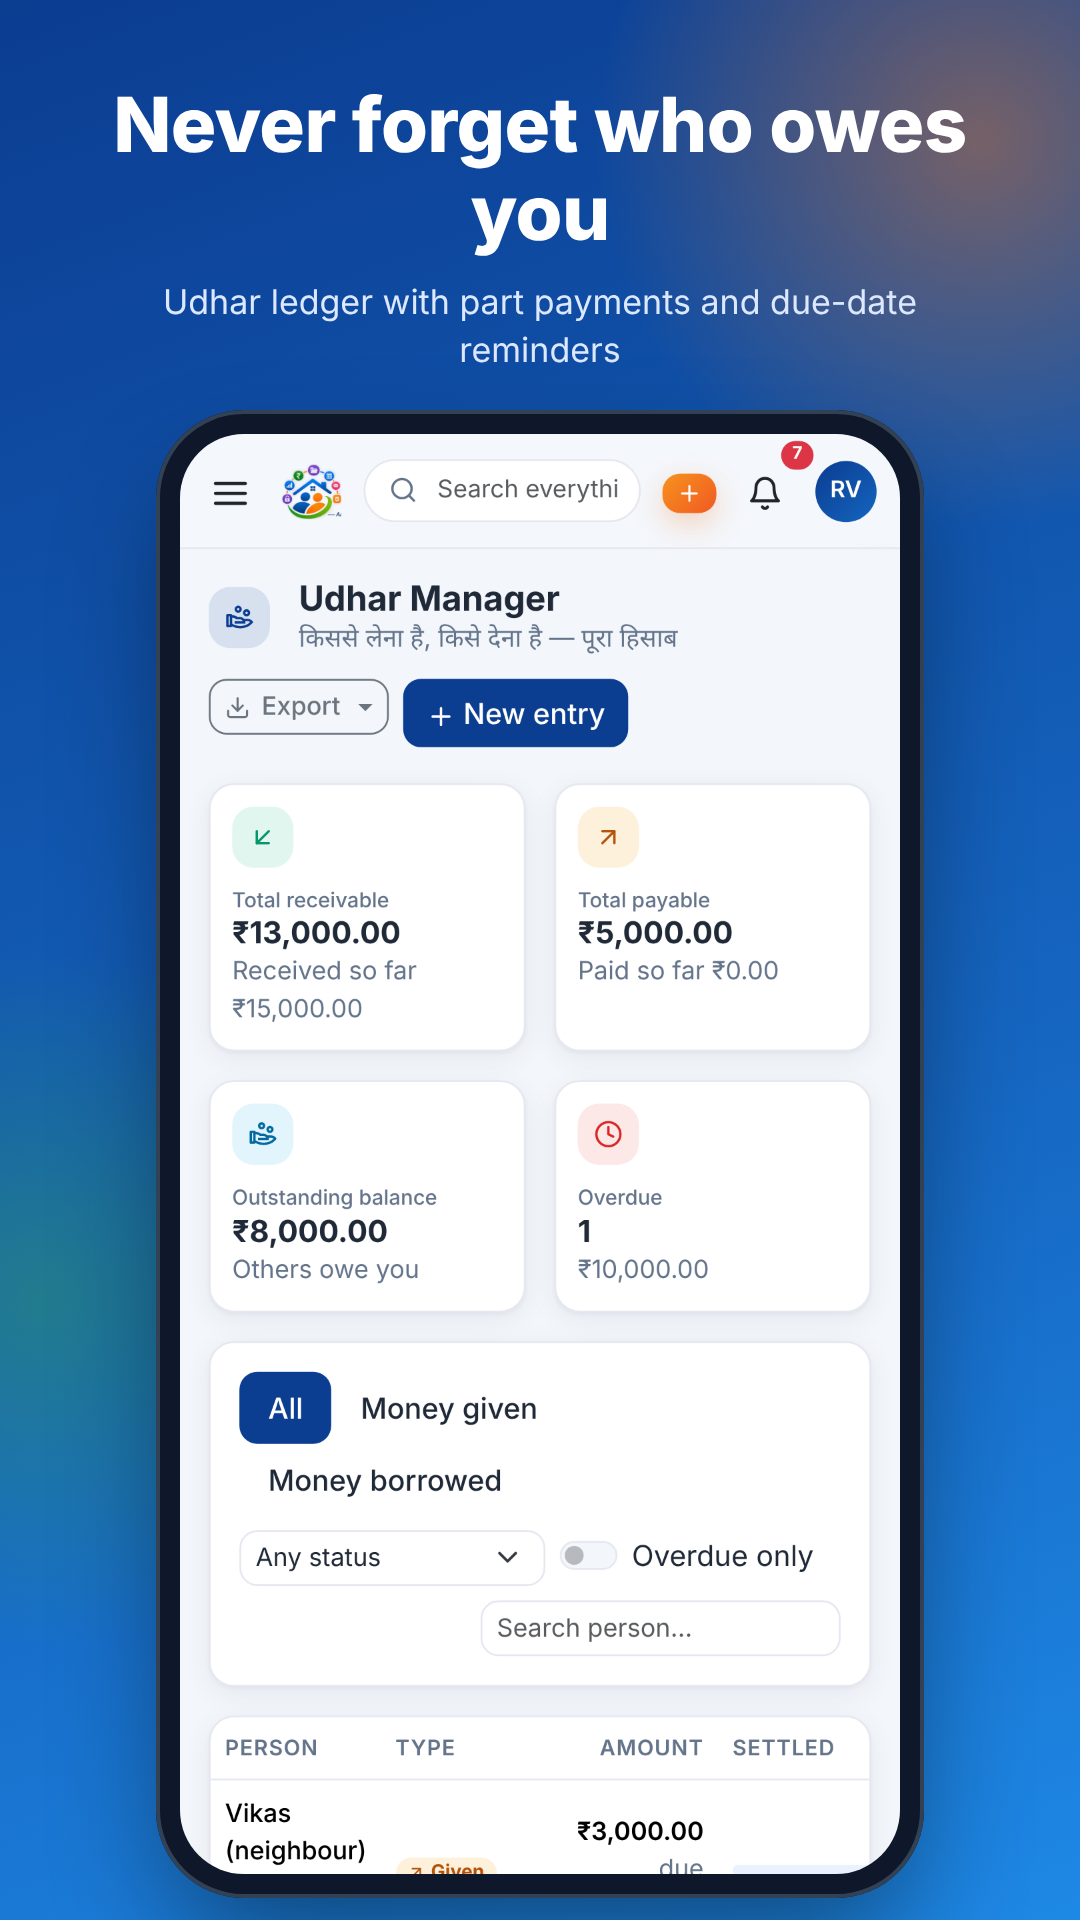 Never forget who owes
you
Udhar ledger with part payments and due-date
reminders
Search everythi
+
7
RV
Udhar Manager
किससे लेना है, किसे देना है — पूरा हिसाब
Export
+ New entry
Total receivable
₹13,000.00
Received so far
₹15,000.00
Total payable
₹5,000.00
Paid so far ₹0.00
Outstanding balance
₹8,000.00
Others owe you
Overdue
1
₹10,000.00
All
Money given
Money borrowed
Any status
Overdue only
Search person...
PERSON TYPE AMOUNT SETTLED
Vikas
(neighbour)
Given
₹3,000.00
due